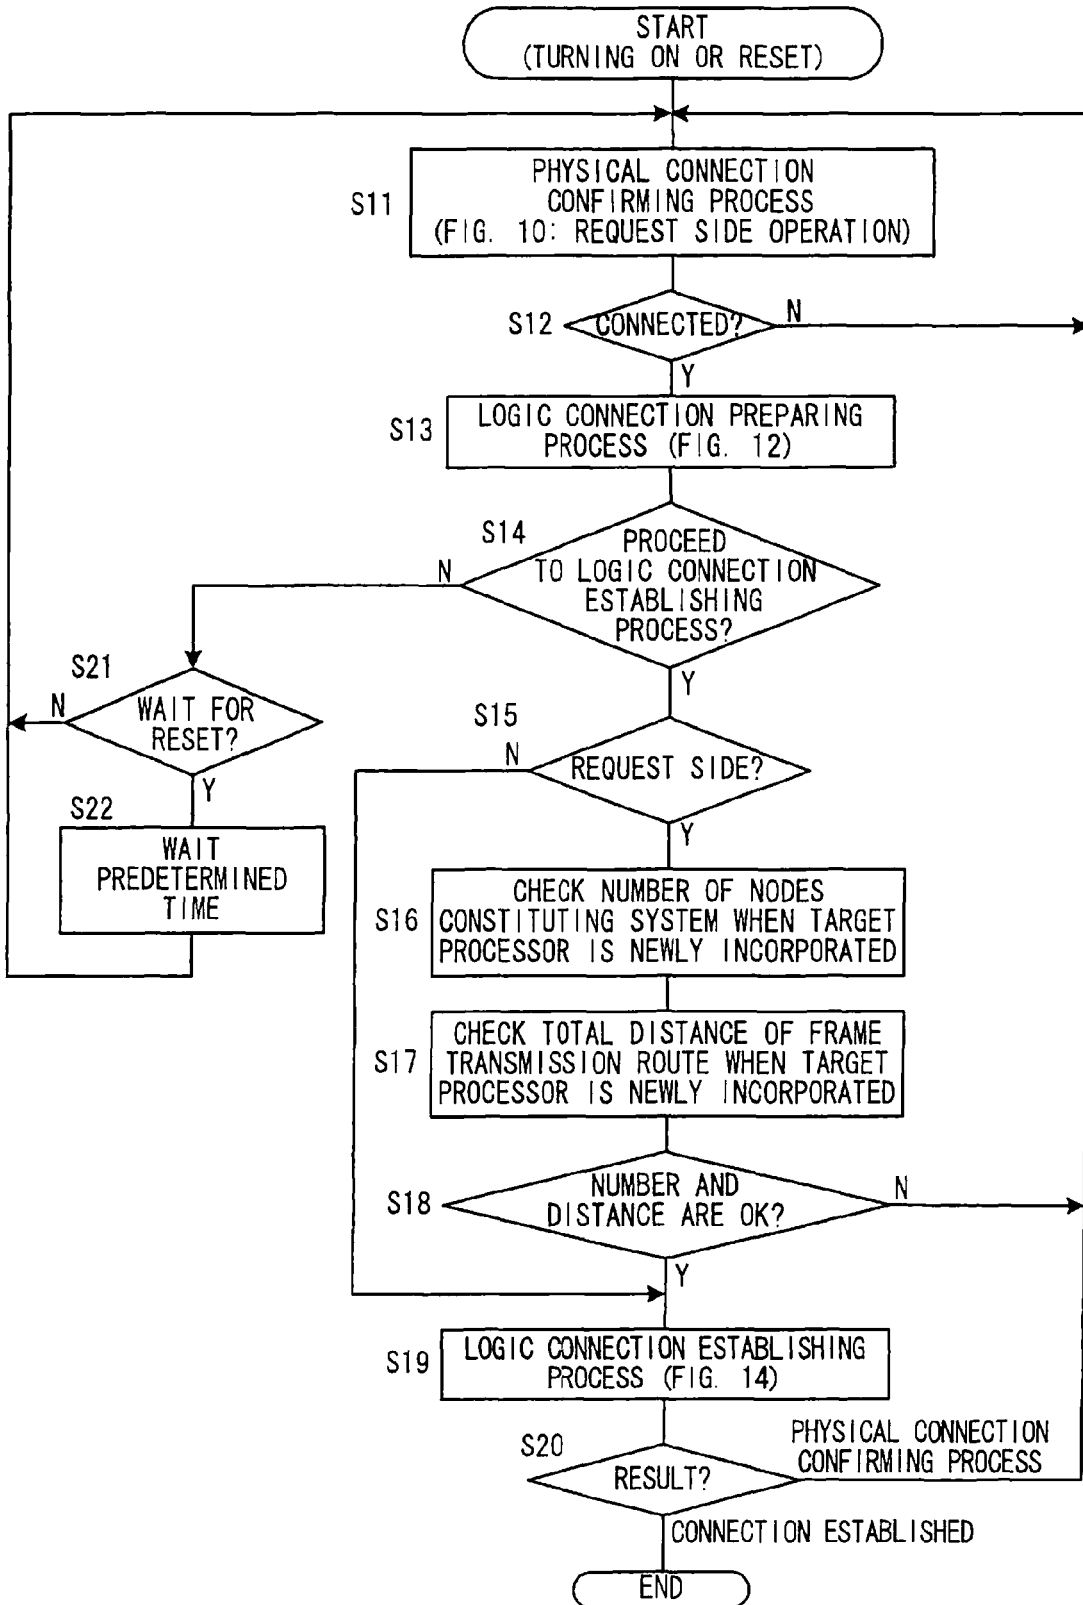 START
(TURNING ON OR RESET)
S11
PHYSICAL CONNECTION
CONFIRMING PROCESS
(FIG. 10: REQUEST SIDE OPERATION)
S12
CONNECTED?
N
Y
S13
LOGIC CONNECTION PREPARING
PROCESS (FIG. 12)
S14
PROCEED
TO LOGIC CONNECTION
ESTABLISHING
PROCESS?
N
Y
S21
WAIT FOR
RESET?
N
Y
S22
WAIT
PREDETERMINED
TIME
S15
REQUEST SIDE?
N
Y
S16
CHECK NUMBER OF NODES
CONSTITUTING SYSTEM WHEN TARGET
PROCESSOR IS NEWLY INCORPORATED
S17
CHECK TOTAL DISTANCE OF FRAME
TRANSMISSION ROUTE WHEN TARGET
PROCESSOR IS NEWLY INCORPORATED
S18
NUMBER AND
DISTANCE ARE OK?
N
Y
S19
LOGIC CONNECTION ESTABLISHING
PROCESS (FIG. 14)
S20
RESULT?
PHYSICAL CONNECTION
CONFIRMING PROCESS
CONNECTION ESTABLISHED
END